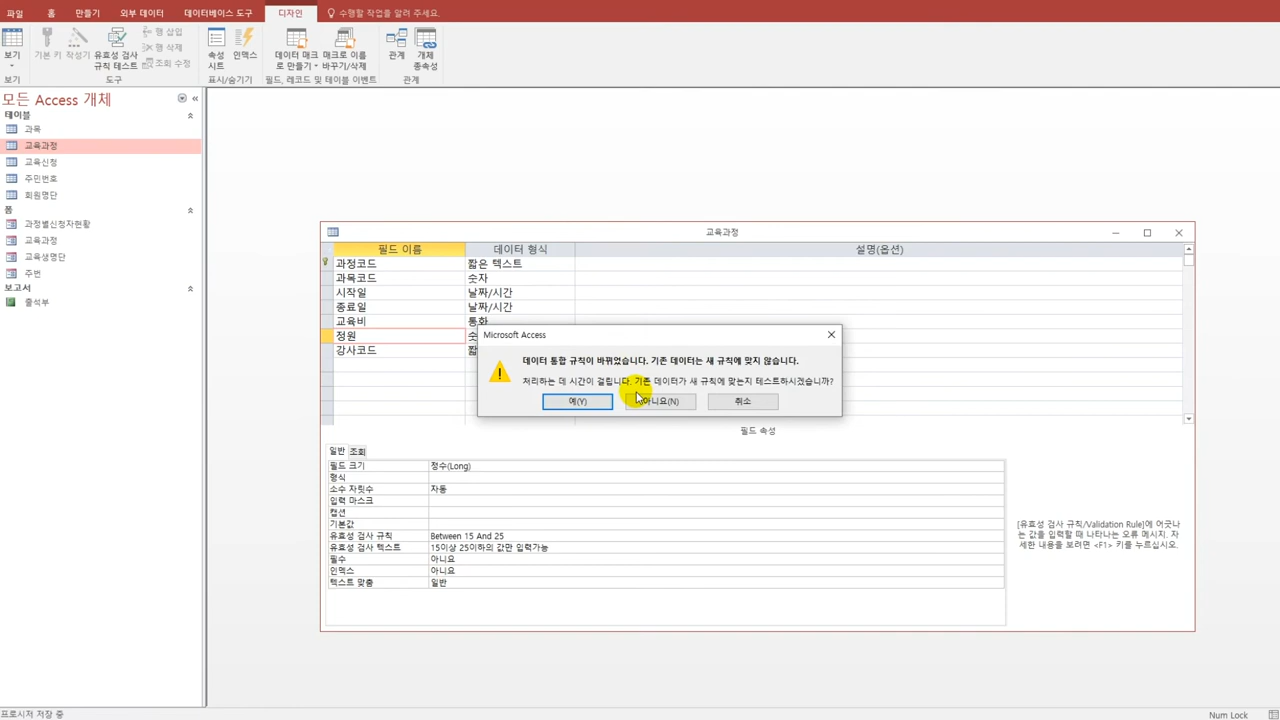 파일 홈 만들기 외부 데이터 데이터베이스 도구 디자인 수행할 작업을 알려 주세요.
보기
기본 키
작성기
유효성 검사
규칙 테스트
행 삽입
행 삭제
조회 수정
속성
시트
인덱스
데이터 매크
로 만들기
매크로 이름
바꾸기/삭제
관계
개체
종속성
보기 도구 표시/숨기기 필드, 레코드 및 테이블 이벤트 관계
모든 Access 개체
테이블
과목
교육과정
교육신청
주민번호
회원명단
폼
과정별신청자현황
교육과정
교육생명단
주번
보고서
출석부
교육과정
필드 이름 데이터 형식 설명(옵션)
과정코드 짧은 텍스트
과목코드 숫자
시작일 날짜/시간
종료일 날짜/시간
교육비 통화
정원
강사코드
Microsoft Access
데이터 통합 규칙이 바뀌었습니다. 기존 데이터는 새 규칙에 맞지 않습니다.
처리하는 데 시간이 걸립니다. 기존 데이터가 새 규칙에 맞는지 테스트하시겠습니까?
예(Y) 아니요(N) 취소
필드 속성
일반 조회
필드 크기 정수(Long)
형식
소수 자릿수 자동
입력 마스크
캡션
기본값
유효성 검사 규칙 Between 15 And 25
유효성 검사 텍스트 15이상 25이하의 값만 입력가능
필수 아니요
인덱스 아니요
텍스트 맞춤 일반
[유효성 검사 규칙/Validation Rule]에 어긋나
는 값을 입력할 때 나타나는 오류 메시지. 자
세한 내용을 보려면 <F1> 키를 누르십시오.
프로시저 저장 중
Num Lock